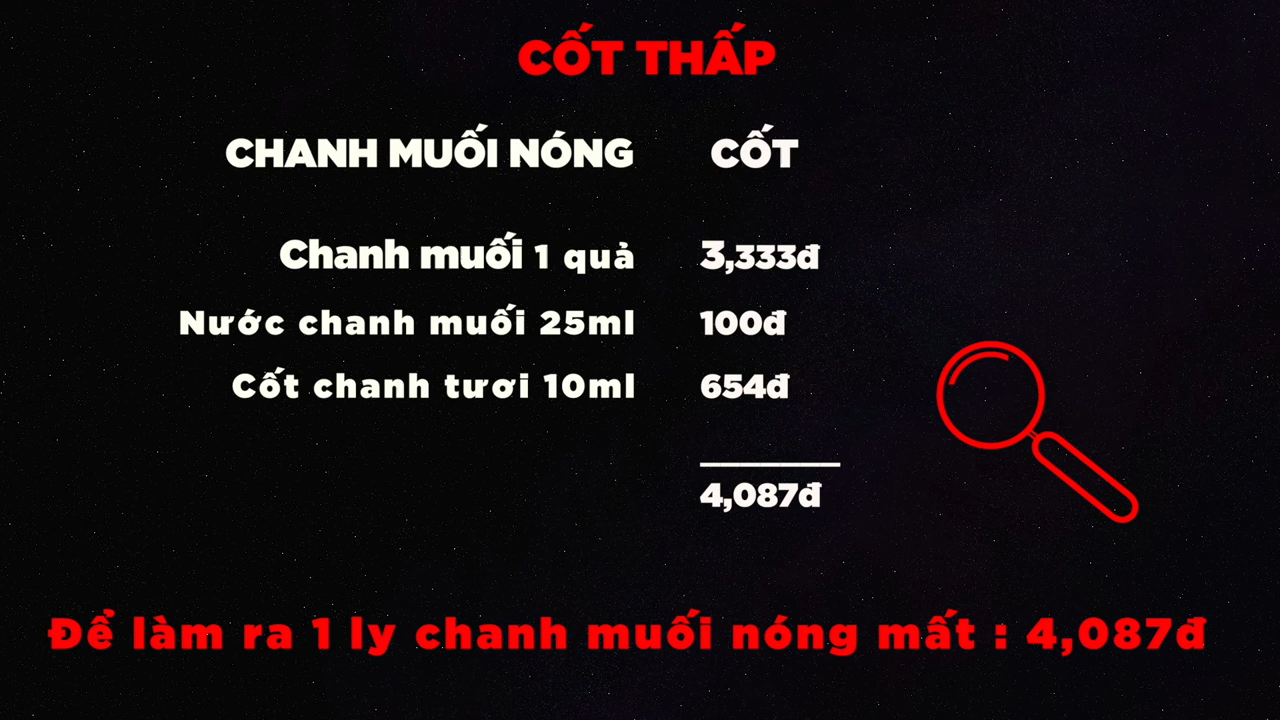 CỐT THẤP
CHANH MUỐI NÓNG CỐT
Chanh muối 1 quả 3,333đ
Nước chanh muối 25ml 100đ
Cốt chanh tươi 10ml 654đ
4,087đ
Để làm ra 1 ly chanh muối nóng mất : 4,087đ